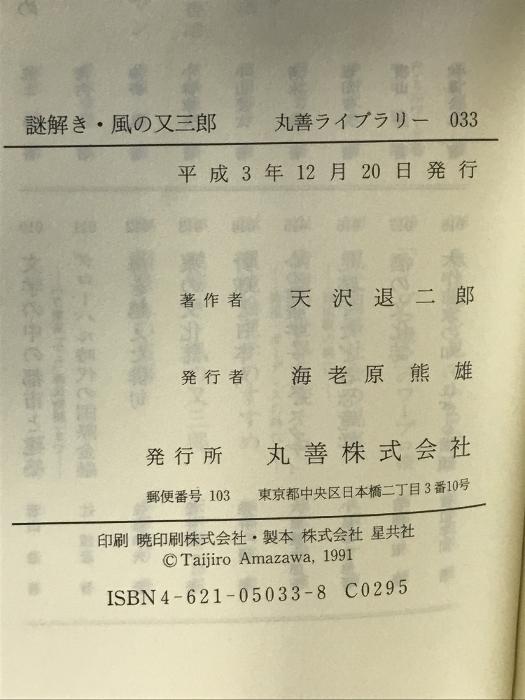 謎解き・風の又三郎 丸善ライブラリー 033
平成3年12月20日発行
著作者 天沢退二郎
発行者 海老原熊雄
発行所 丸善株式会社
郵便番号 103 東京都中央区日本橋二丁目3番10号
印刷 暁印刷株式会社・製本 株式会社 星共社
© Taijiro Amazawa, 1991
ISBN4-621-05033-8 C0295